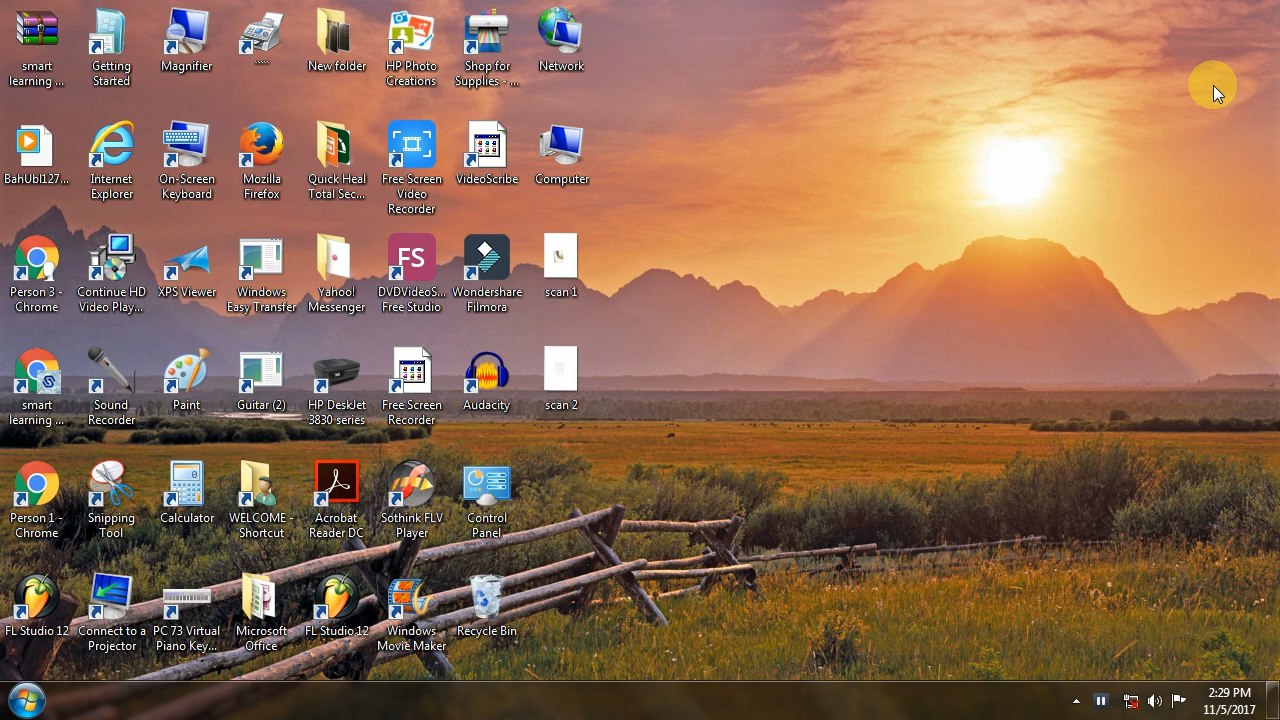 smart
learning ...
Getting
Started
Magnifier
.....
New folder
HP Photo
Creations
Shop for
Supplies - ...
Network
BahUbl127...
Internet
Explorer
On-Screen
Keyboard
Mozilla
Firefox
Quick Heal
Total Sec...
Free Screen
Video
Recorder
VideoScribe
Computer
Person 3 -
Chrome
Continue HD
Video Play...
XPS Viewer
Windows
Easy Transfer
Yahoo!
Messenger
FS
DVDVideoS...
Free Studio
Wondershare
Filmora
scan 1
smart
learning ...
Sound
Recorder
Paint
Guitar (2)
HP DeskJet
3830 series
Free Screen
Recorder
Audacity
scan 2
Person 1 -
Chrome
Snipping
Tool
Calculator
WELCOME -
Shortcut
Acrobat
Reader DC
Sothink FLV
Player
Control
Panel
FL Studio 12
Connect to a
Projector
PC 73 Virtual
Piano Key...
Microsoft
Office
FL Studio 12
Windows
Movie Maker
Recycle Bin
2:29 PM
11/5/2017